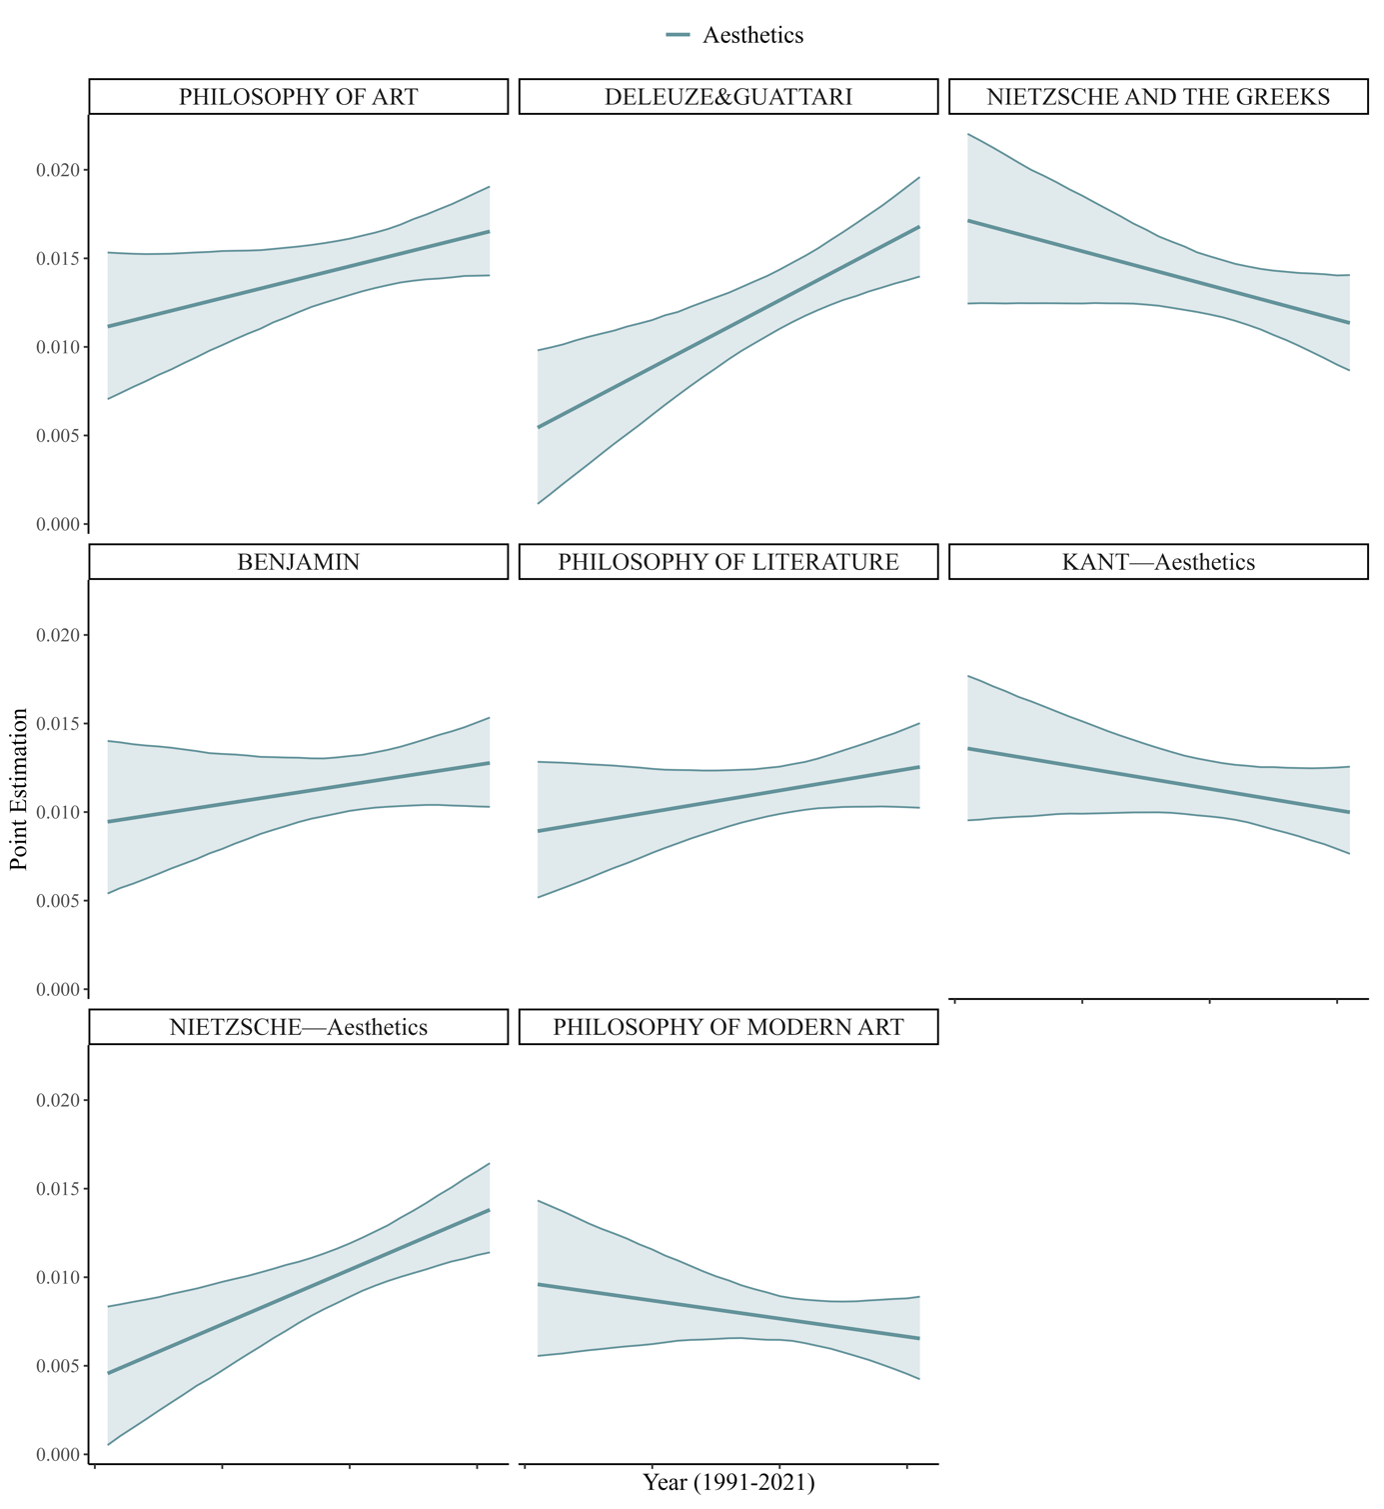 Aesthetics
PHILOSOPHY OF ART
DELEUZE&GUATTARI
NIETZSCHE AND THE GREEKS
0.020
0.015
0.010
0.005
0.000
BENJAMIN
PHILOSOPHY OF LITERATURE
KANT—Aesthetics
Point Estimation
0.020
0.015
0.010
0.005
0.000
NIETZSCHE—Aesthetics
PHILOSOPHY OF MODERN ART
0.020
0.015
0.010
0.005
0.000
Year (1991-2021)